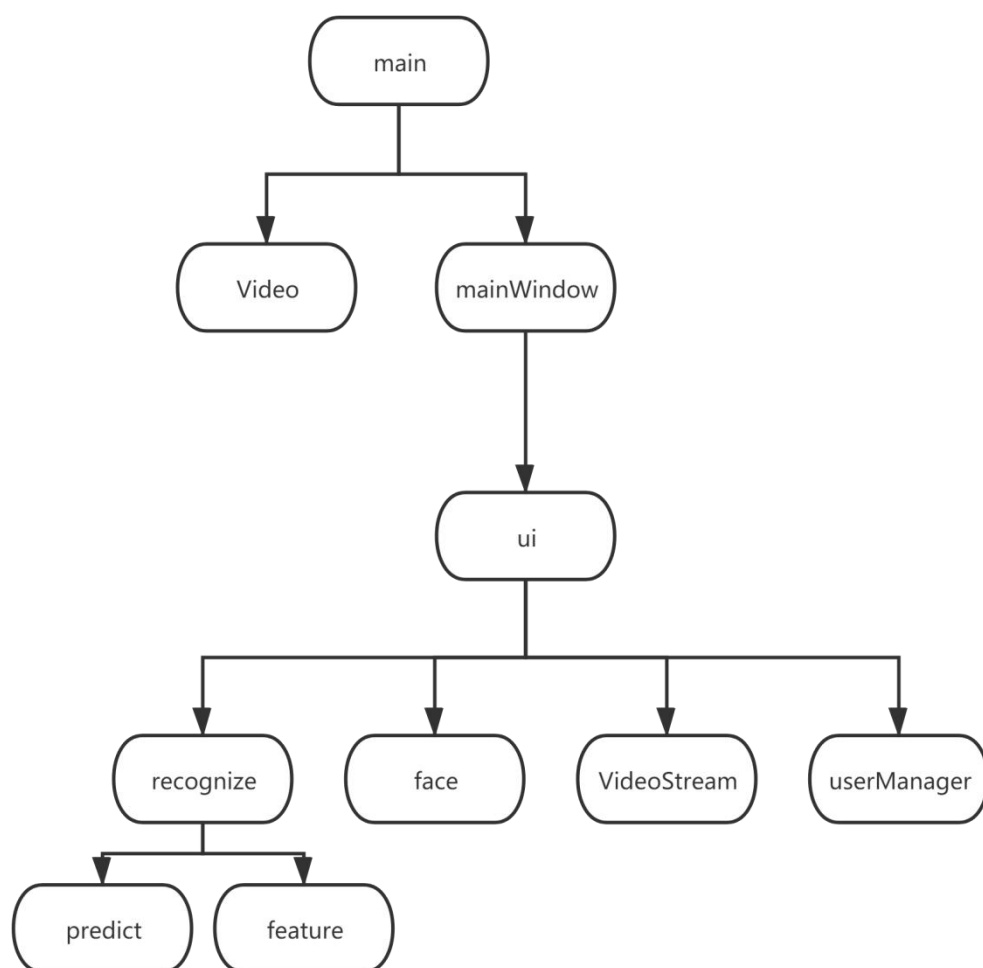 main
Video
mainWindow
ui
recognize
face
VideoStream
userManager
predict
feature